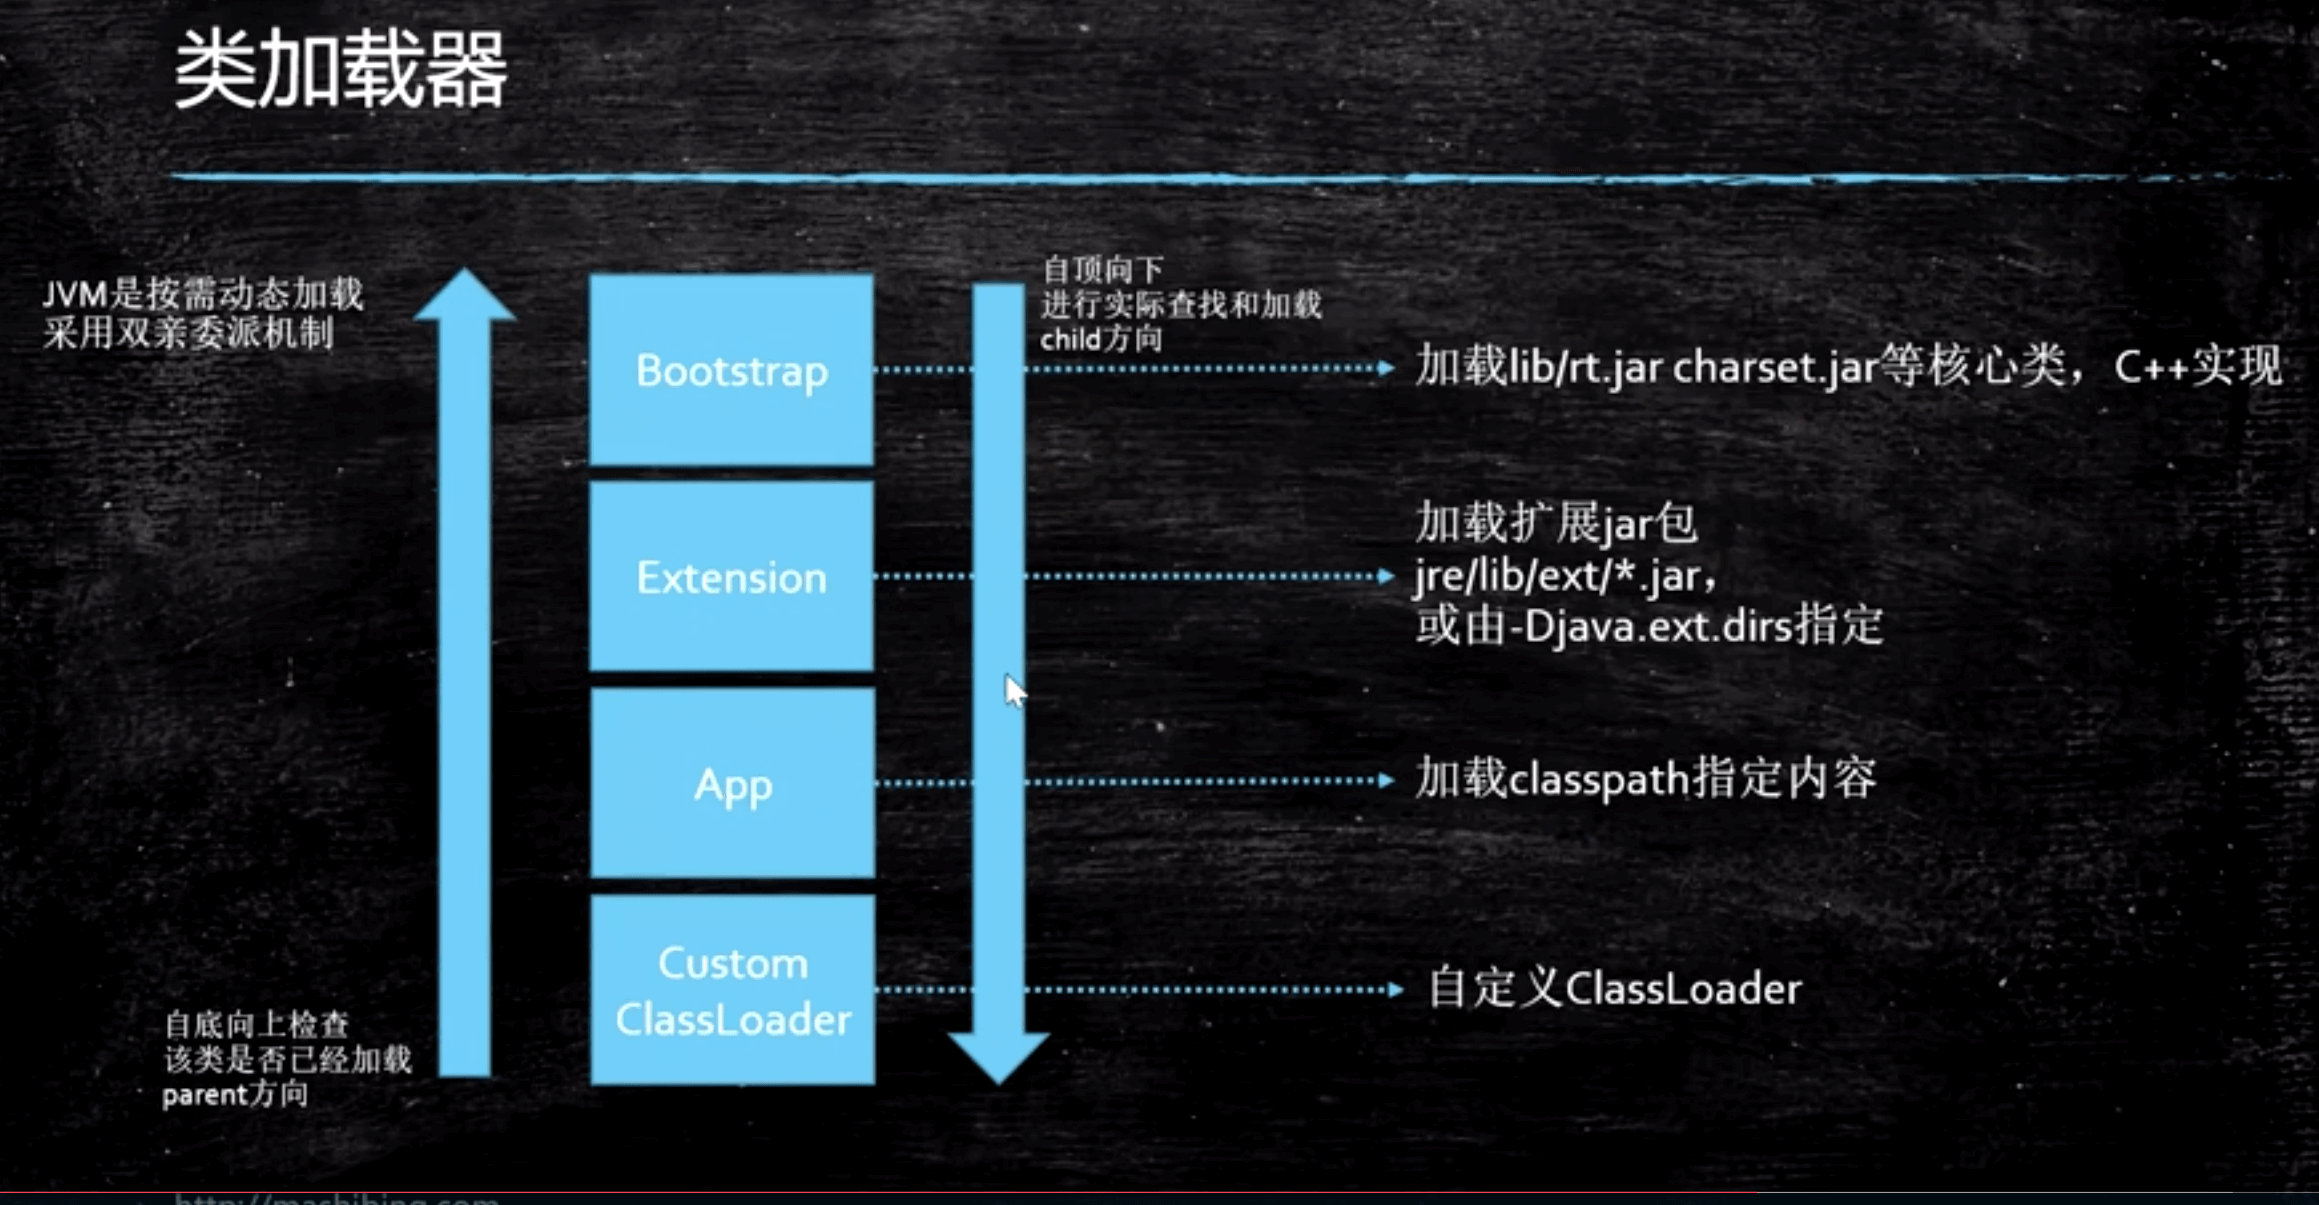 类加载器
JVM是按需动态加载
采用双亲委派机制
自顶向下
进行实际查找和加载
child方向
Bootstrap
加载lib/rt.jar charset.jar等核心类，C++实现
Extension
加载扩展jar包
jre/lib/ext/*.jar，
或由-Djava.ext.dirs指定
App
加载classpath指定内容
Custom
ClassLoader
自定义ClassLoader
自底向上检查
该类是否已经加载
parent方向
http://mashibing.com